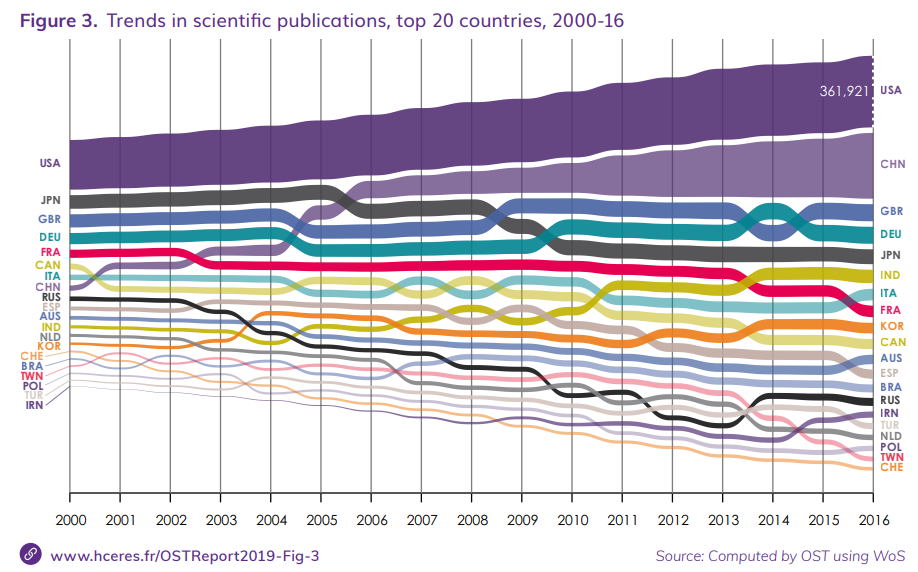 Figure 3. Trends in scientific publications, top 20 countries, 2000-16
361,921
USA
JPN
GBR
DEU
FRA
CAN
ITA
CHN
RUS
ESP
AUS
IND
NLD
KOR
CHE
BRA
TWN
POL
TUR
IRN
USA
CHN
GBR
DEU
JPN
IND
ITA
FRA
KOR
CAN
AUS
ESP
BRA
RUS
IRN
TUR
NLD
POL
TWN
CHE
2000 2001 2002 2003 2004 2005 2006 2007 2008 2009 2010 2011 2012 2013 2014 2015 2016
www.hceres.fr/OSTReport2019-Fig-3 Source: Computed by OST using WoS